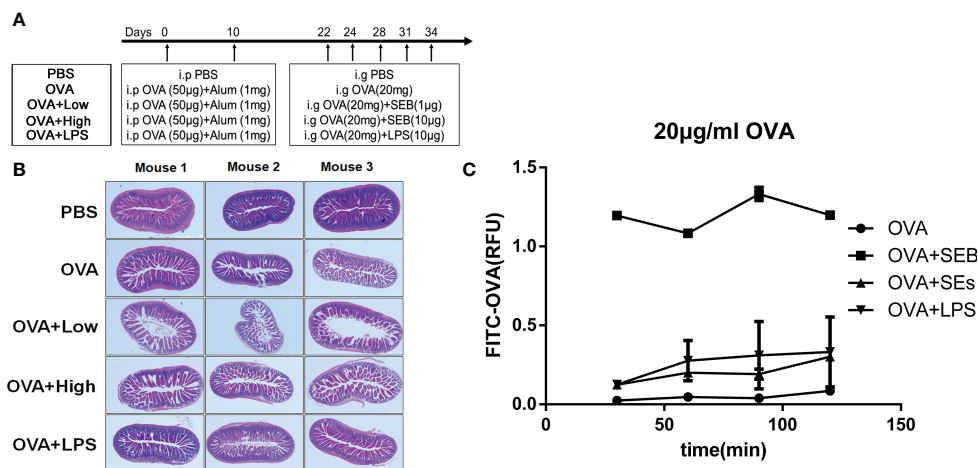 A
Days 0 10 22 24 28 31 34
PBS i.p PBS i.g PBS
OVA i.p OVA (50µg)+Alum (1mg) i.g OVA(20mg)
OVA+Low i.p OVA (50µg)+Alum (1mg) i.g OVA(20mg)+SEB(1µg)
OVA+High i.p OVA (50µg)+Alum (1mg) i.g OVA(20mg)+SEB(10µg)
OVA+LPS i.p OVA (50µg)+Alum (1mg) i.g OVA(20mg)+LPS(10µg)
B
Mouse 1 Mouse 2 Mouse 3
PBS
OVA
OVA+Low
OVA+High
OVA+LPS
C
20µg/ml OVA
FITC-OVA(RFU)
1.5
1.0
0.5
0.0
0 50 100 150
time(min)
OVA
OVA+SEB
OVA+SEs
OVA+LPS